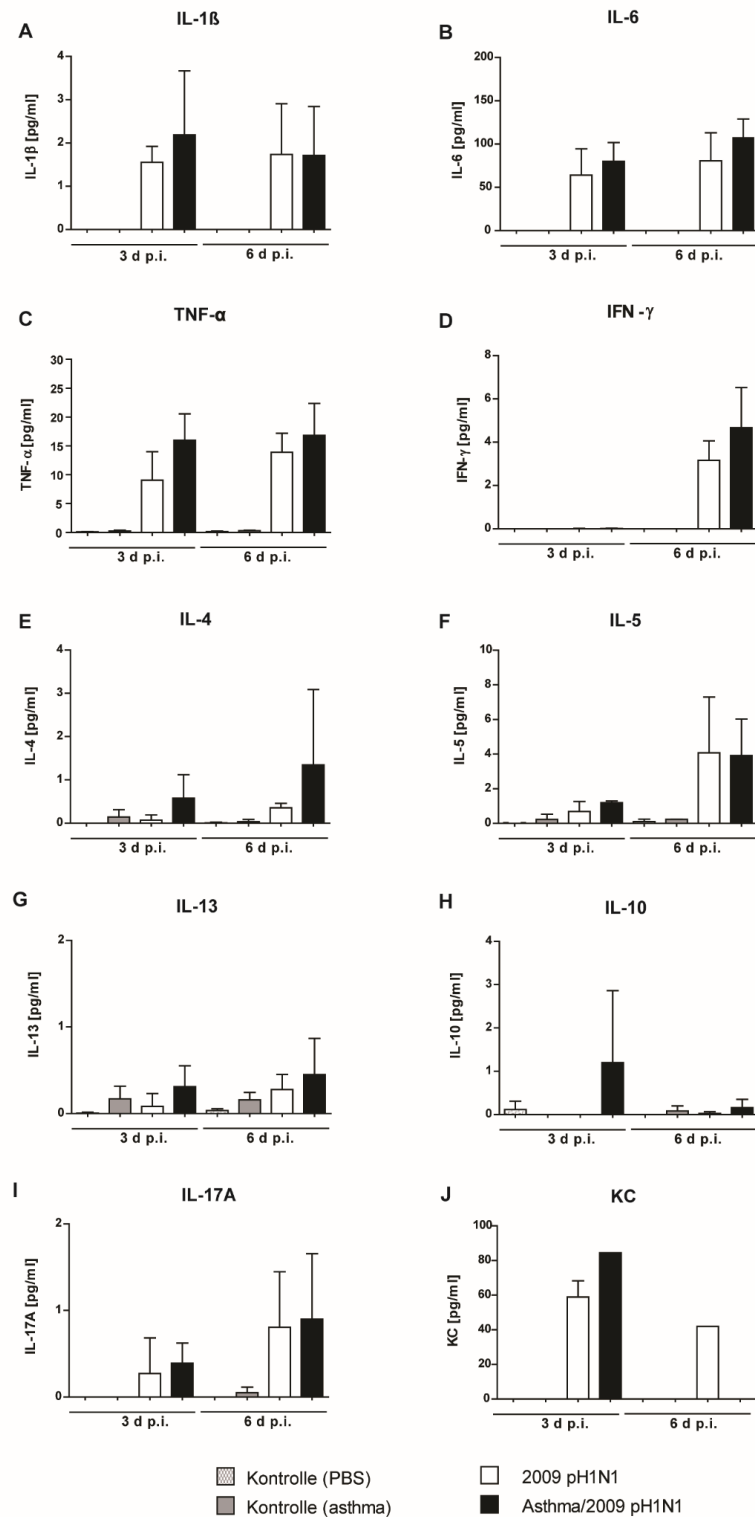 A
IL-1ß
IL-1β [pg/ml]
4
3
2
1
0
3 d p.i.
6 d p.i.
B
IL-6
IL-6 [pg/ml]
200
150
100
50
0
3 d p.i.
6 d p.i.
C
TNF-α
TNF-α [pg/ml]
30
25
20
15
10
5
0
3 d p.i.
6 d p.i.
D
IFN -γ
IFN-γ [pg/ml]
8
6
4
2
0
3 d p.i.
6 d p.i.
E
IL-4
IL-4 [pg/ml]
4
3
2
1
0
3 d p.i.
6 d p.i.
F
IL-5
IL-5 [pg/ml]
10
8
6
4
2
0
3 d p.i.
6 d p.i.
G
IL-13
IL-13 [pg/ml]
2
1
0
3 d p.i.
6 d p.i.
H
IL-10
IL-10 [pg/ml]
4
3
2
1
0
3 d p.i.
6 d p.i.
I
IL-17A
IL-17A [pg/ml]
2
1
0
3 d p.i.
6 d p.i.
J
KC
KC [pg/ml]
100
80
60
40
20
0
3 d p.i.
6 d p.i.
Kontrolle (PBS)
Kontrolle (asthma)
2009 pH1N1
Asthma/2009 pH1N1